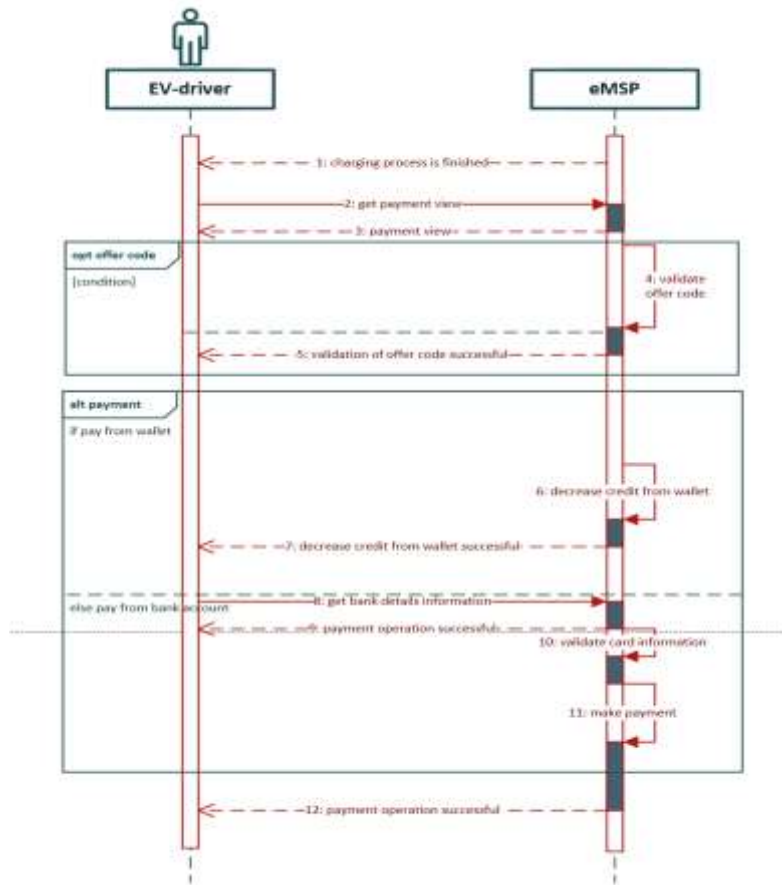 EV-driver
eMSP
1: charging process is finished
2: get payment view
3: payment view
opt offer code
[condition]
4: validate
offer code
5: validation of offer code successful
alt payment
if pay from wallet
6: decrease credit from wallet
7: decrease credit from wallet successful
8: get bank details information
else pay from bank account
9: payment operation successful
10: validate card information
11: make payment
12: payment operation successful